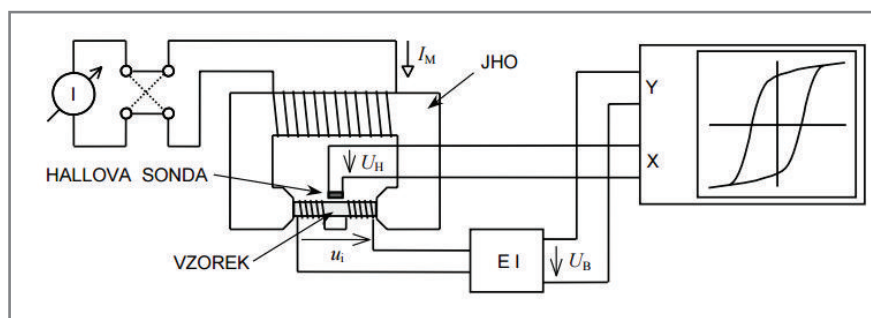 I
I_M
JHO
Y
X
U_H
HALLOVA SONDA
VZOREK
u_i
E I
U_B